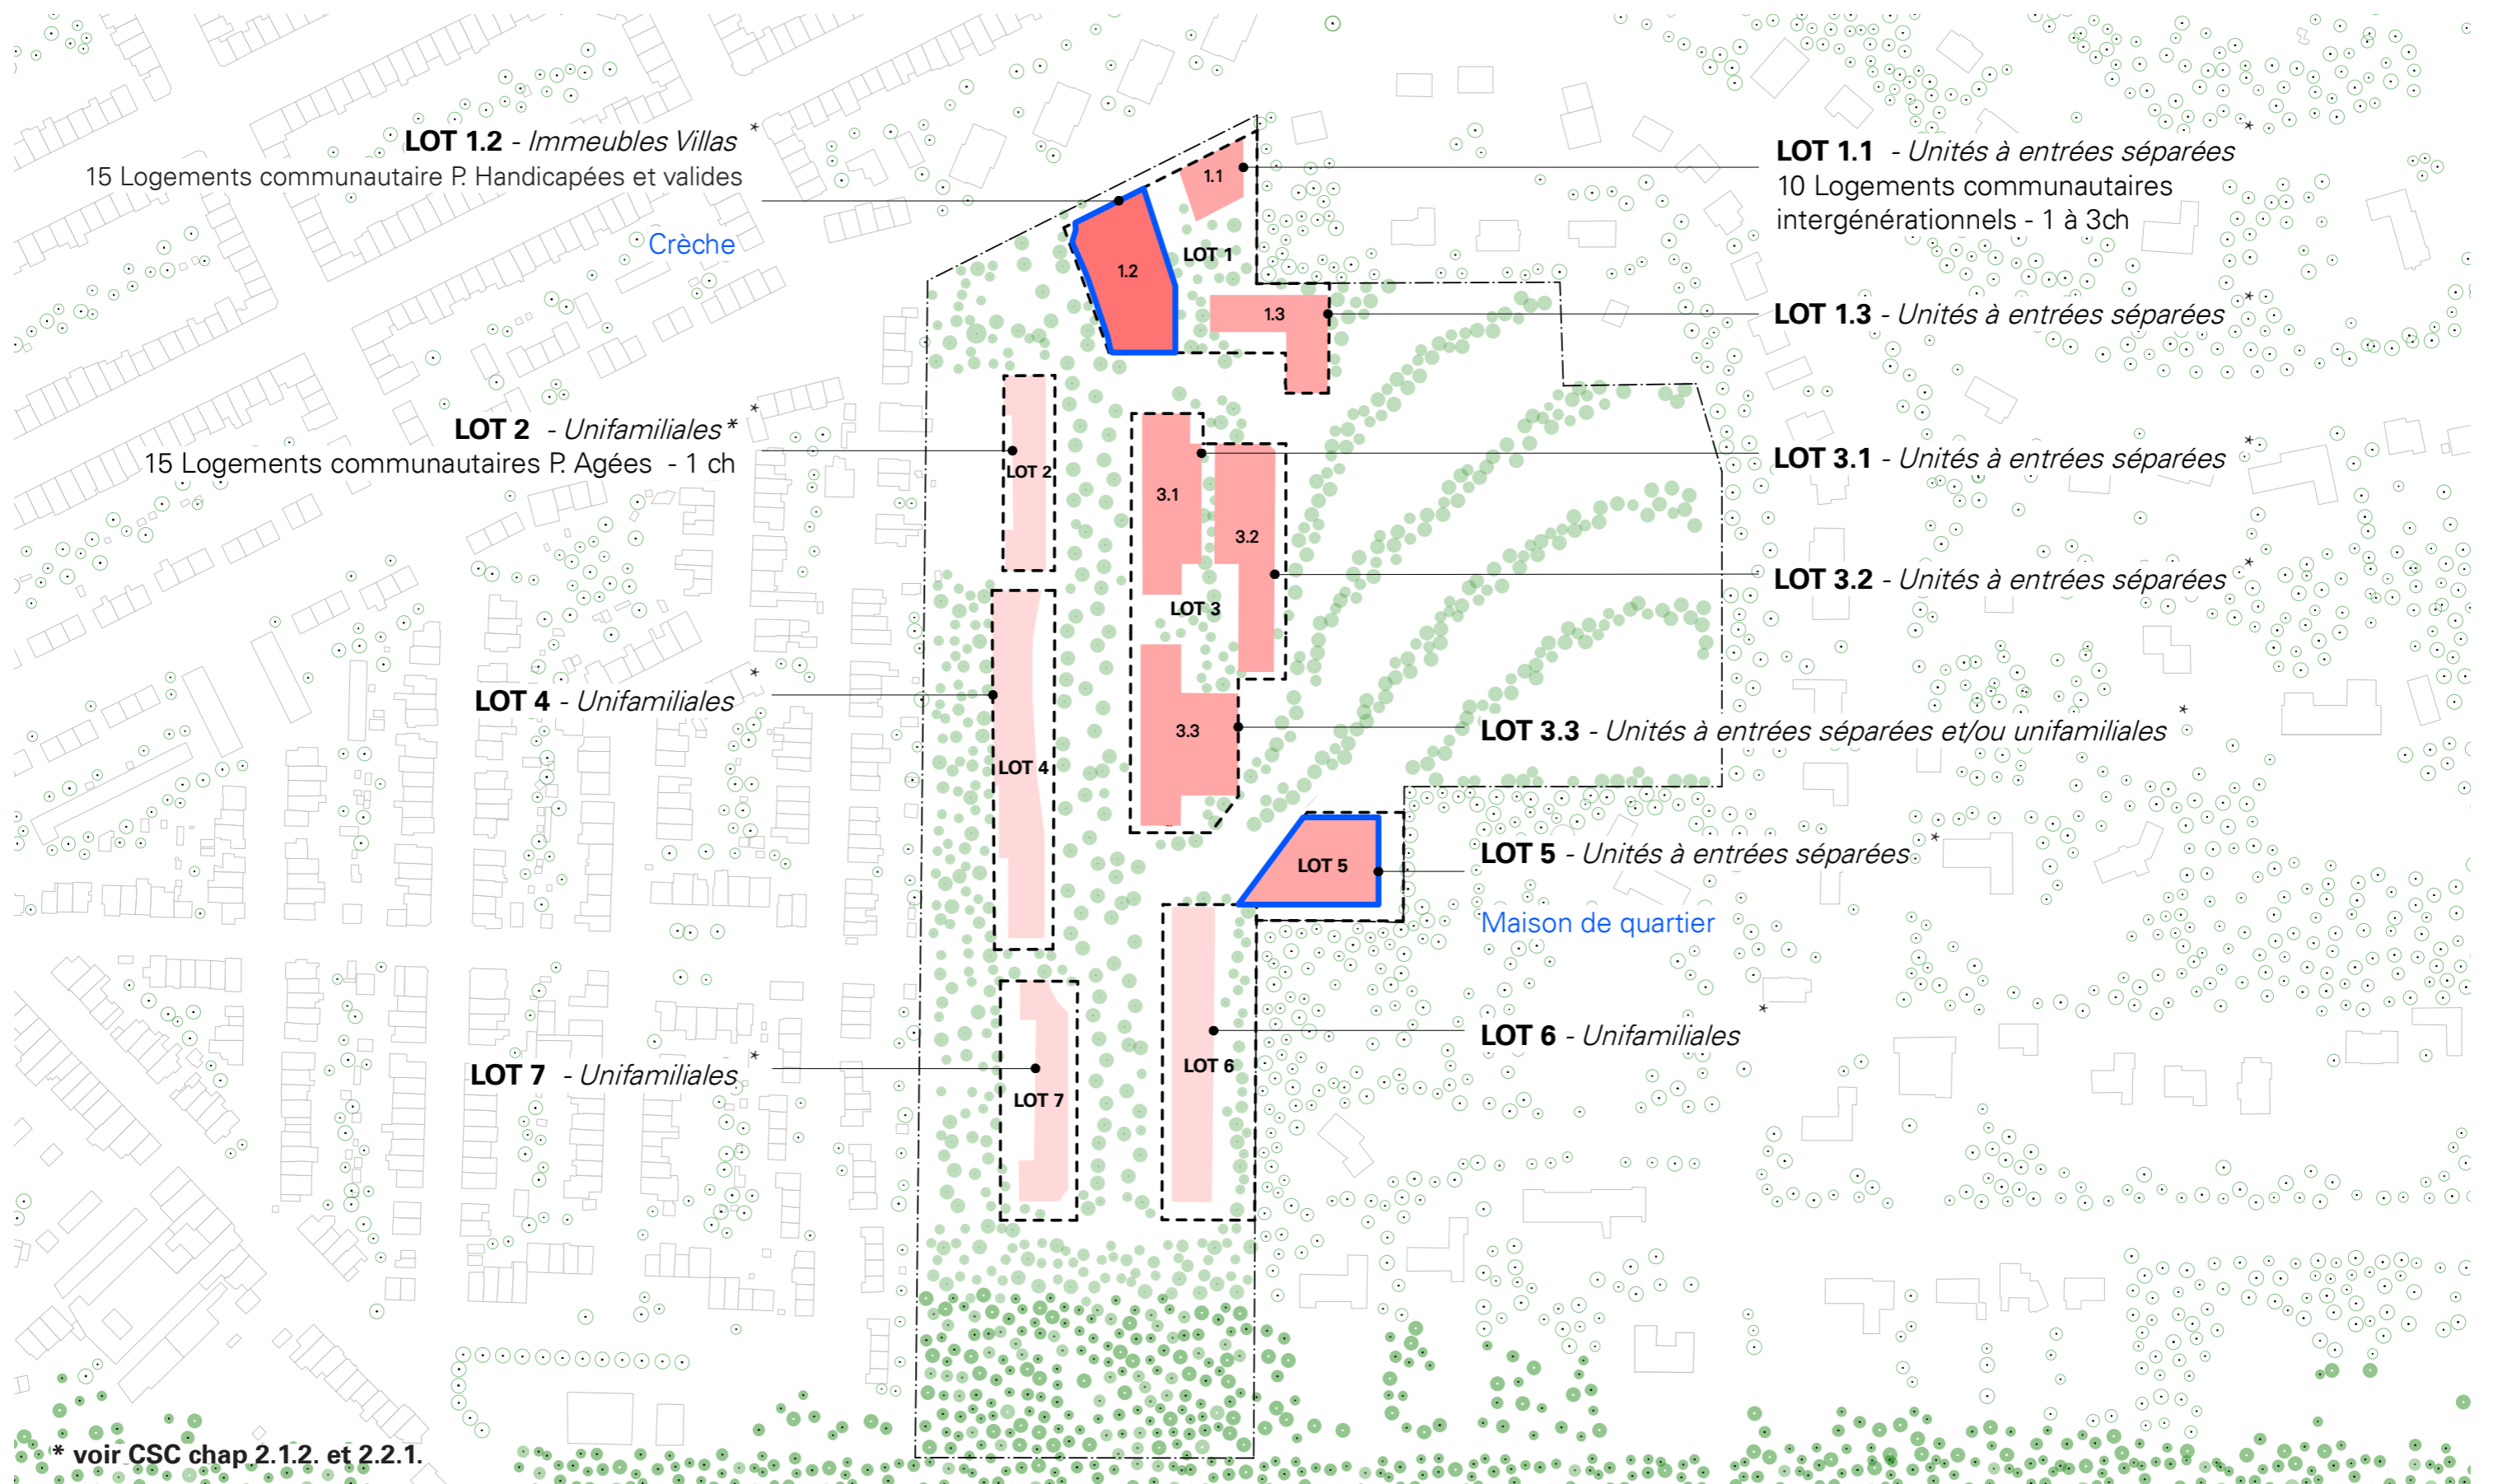 LOT 1.2 - Immeubles Villas *
15 Logements communautaire P. Handicapées et valides
Crèche
LOT 1.1 - Unités à entrées séparées *
10 Logements communautaires
intergénérationnels - 1 à 3ch
1.1
LOT 1
1.2
1.3
LOT 1.3 - Unités à entrées séparées *
LOT 2 - Unifamiliales* *
15 Logements communautaires P. Agées - 1 ch
LOT 2
3.1
3.2
LOT 3
LOT 3.1 - Unités à entrées séparées *
LOT 3.2 - Unités à entrées séparées *
LOT 4 - Unifamiliales *
LOT 4
3.3
LOT 3.3 - Unités à entrées séparées et/ou unifamiliales *
LOT 5
LOT 5 - Unités à entrées séparées *
Maison de quartier
LOT 6 - Unifamiliales *
LOT 6
LOT 7 - Unifamiliales *
LOT 7
* voir CSC chap 2.1.2. et 2.2.1.